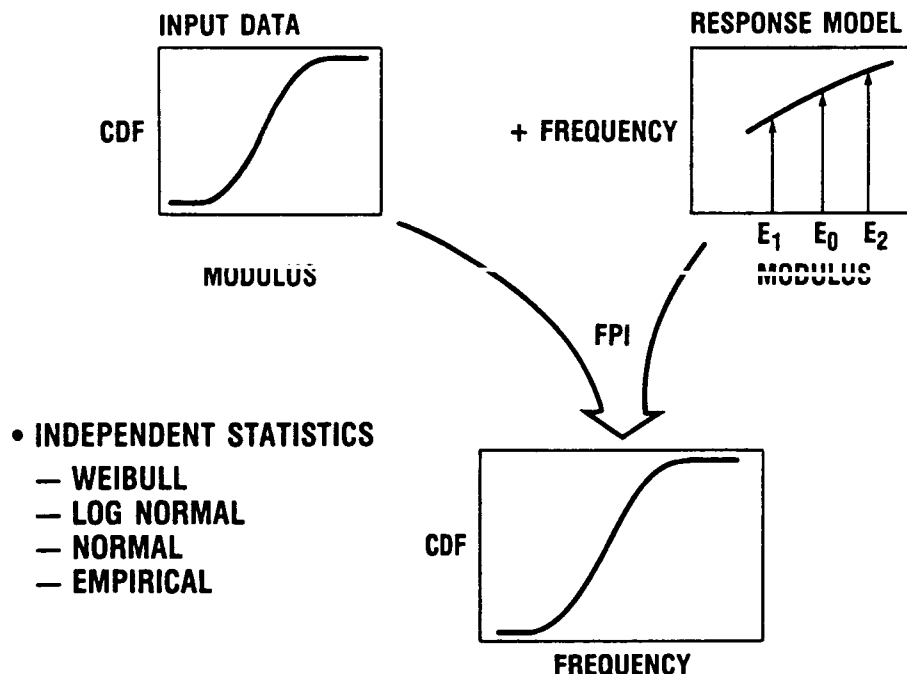 INPUT DATA
CDF
MODULUS
RESPONSE MODEL
+ FREQUENCY
E1 E0 E2
MODULUS
FPI
• INDEPENDENT STATISTICS
— WEIBULL
— LOG NORMAL
— NORMAL
— EMPIRICAL
CDF
FREQUENCY